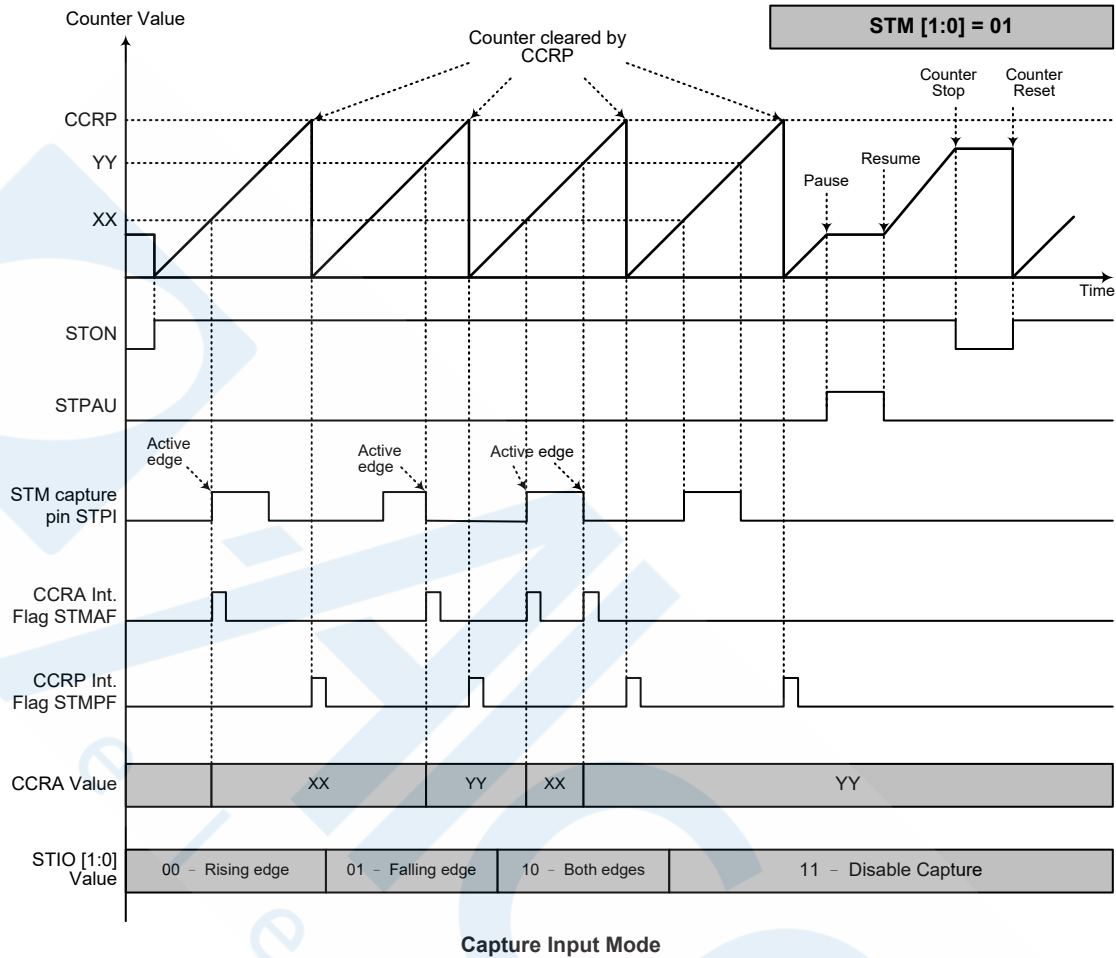 Counter Value
STM [1:0] = 01
Counter cleared by
CCRP
Counter
Stop
Counter
Reset
CCRP
YY
XX
Pause
Resume
Time
STON
STPAU
Active
edge
Active
edge
Active edge
STM capture
pin STPI
CCRA Int.
Flag STMAF
CCRP Int.
Flag STMPF
CCRA Value
XX
YY
XX
YY
STIO [1:0]
Value
00 – Rising edge
01 – Falling edge
10 – Both edges
11 – Disable Capture
Capture Input Mode